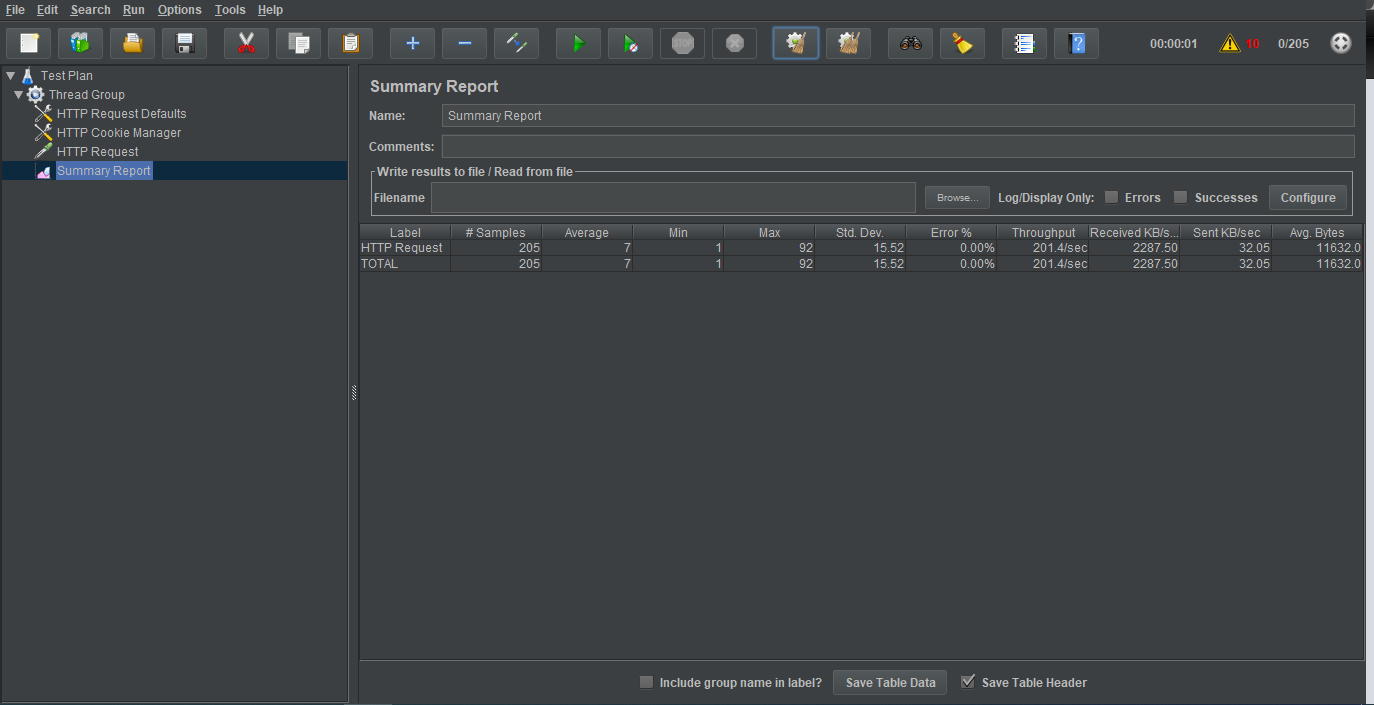 File Edit Search Run Options Tools Help
STOP
00:00:01 10 0/205
Test Plan
Thread Group
HTTP Request Defaults
HTTP Cookie Manager
HTTP Request
Summary Report
Summary Report
Name: Summary Report
Comments:
Write results to file / Read from file
Filename Browse... Log/Display Only: Errors Successes Configure
Label # Samples Average Min Max Std. Dev. Error % Throughput Received KB/s... Sent KB/sec Avg. Bytes
HTTP Request 205 7 1 92 15.52 0.00% 201.4/sec 2287.50 32.05 11632.0
TOTAL 205 7 1 92 15.52 0.00% 201.4/sec 2287.50 32.05 11632.0
Include group name in label? Save Table Data Save Table Header